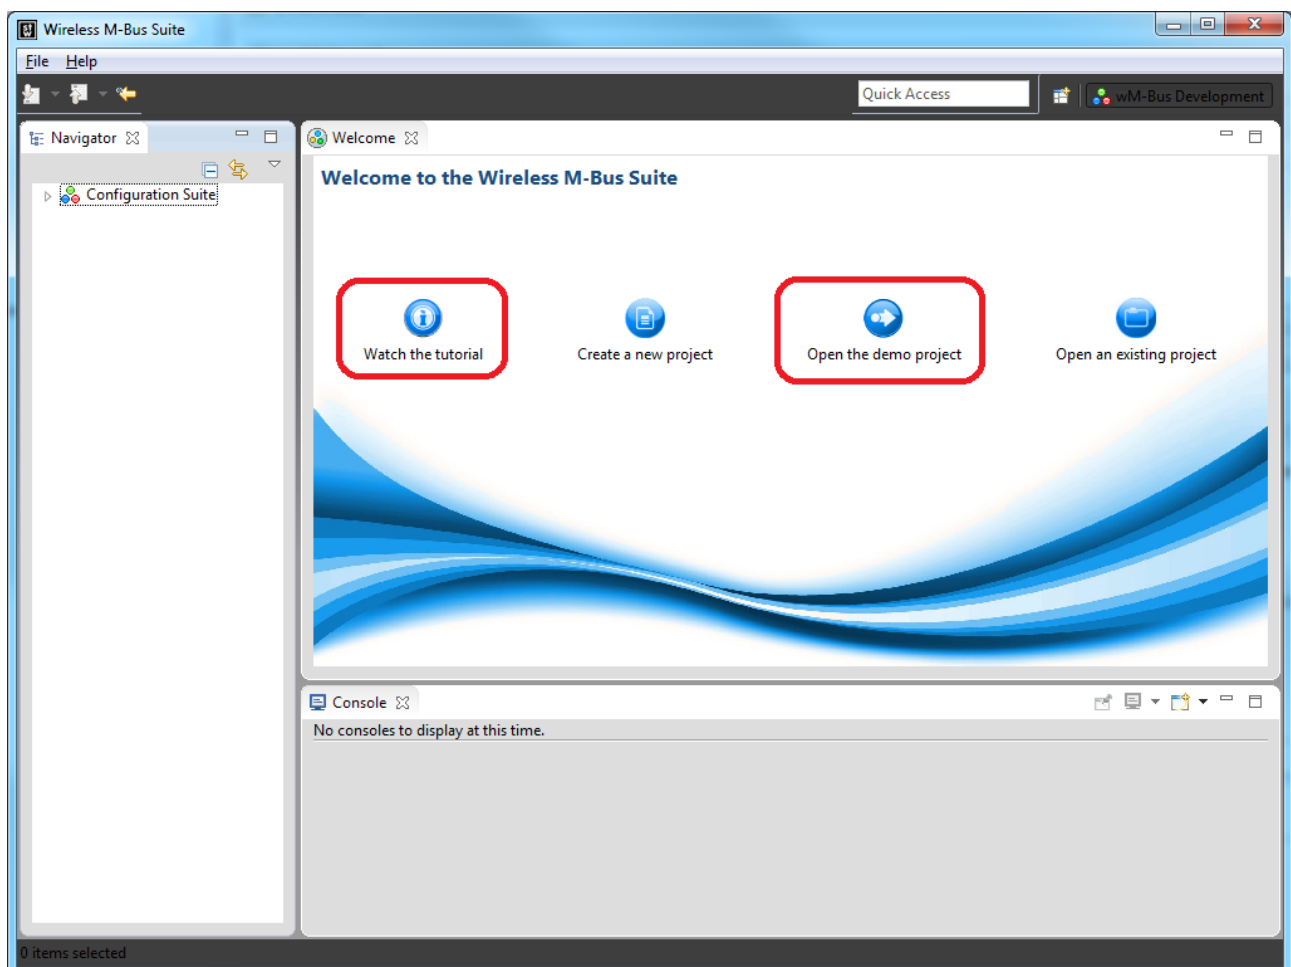 Wireless M-Bus Suite
File Help
Quick Access
wM-Bus Development
Navigator
Configuration Suite
Welcome
Welcome to the Wireless M-Bus Suite
Watch the tutorial
Create a new project
Open the demo project
Open an existing project
Console
No consoles to display at this time.
0 items selected